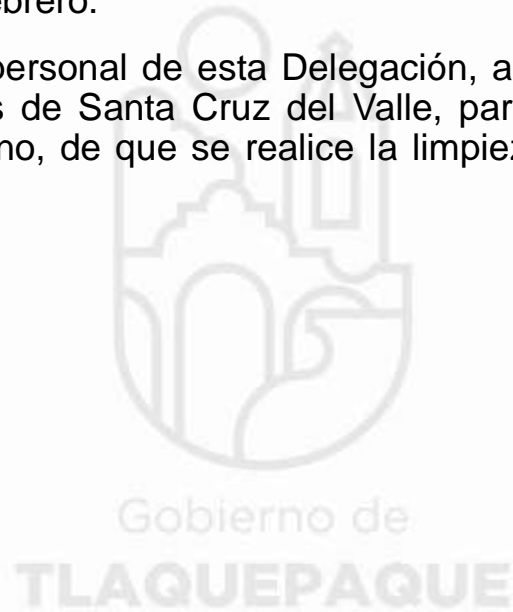 ebrero.
personal de esta Delegación, a
s de Santa Cruz del Valle, par
no, de que se realice la limpiez
Gobierno de
TLAQUEPAQUE